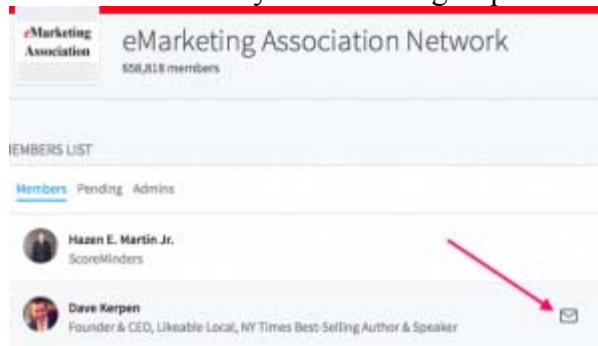 eMarketing
Association
eMarketing Association Network
658,818 members
MEMBERS LIST
Members Pending Admins
Hazen E. Martin Jr.
ScoreMinders
Dave Kerpen
Founder & CEO, Likeable Local, NY Times Best-Selling Author & Speaker